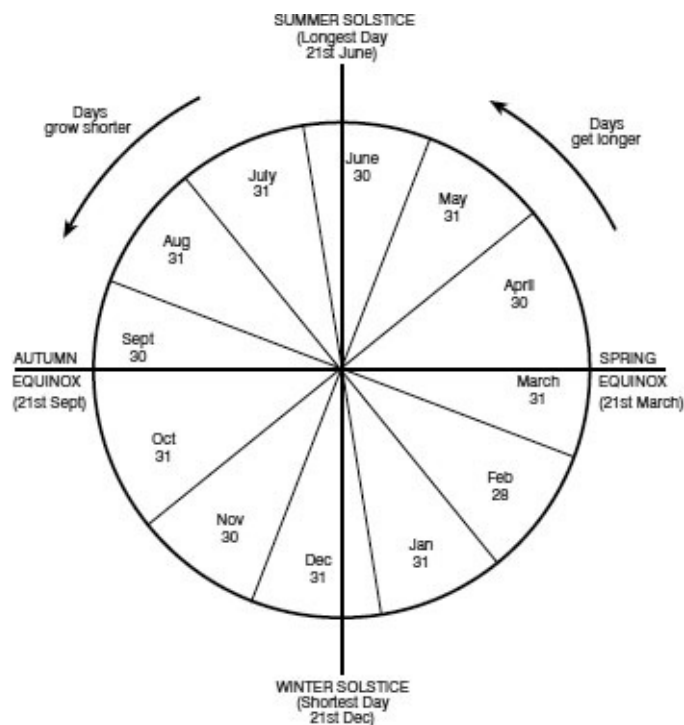 SUMMER SOLSTICE
(Longest Day
21st June)
Days
grow shorter
Days
get longer
July
31
June
30
May
31
Aug
31
April
30
Sept
30
AUTUMN
EQUINOX
(21st Sept)
SPRING
EQUINOX
(21st March)
March
31
Oct
31
Feb
28
Nov
30
Dec
31
Jan
31
WINTER SOLSTICE
(Shortest Day
21st Dec)